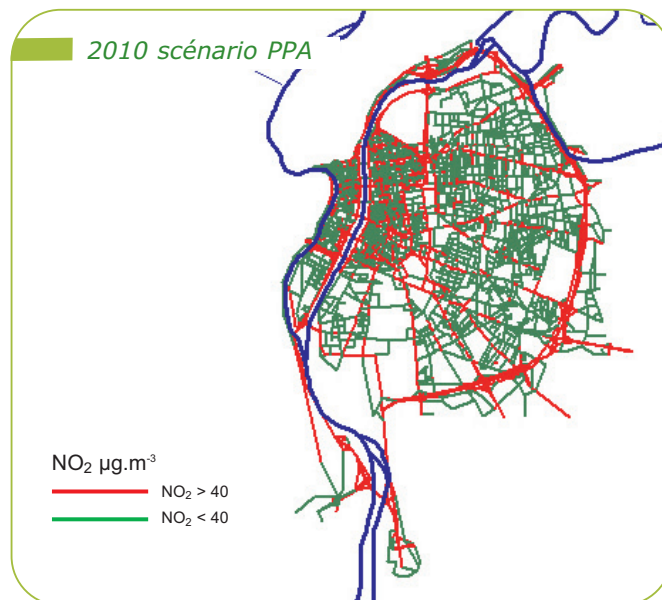 2010 scénario PPA
NO₂ µg.m⁻³
NO₂ > 40
NO₂ < 40